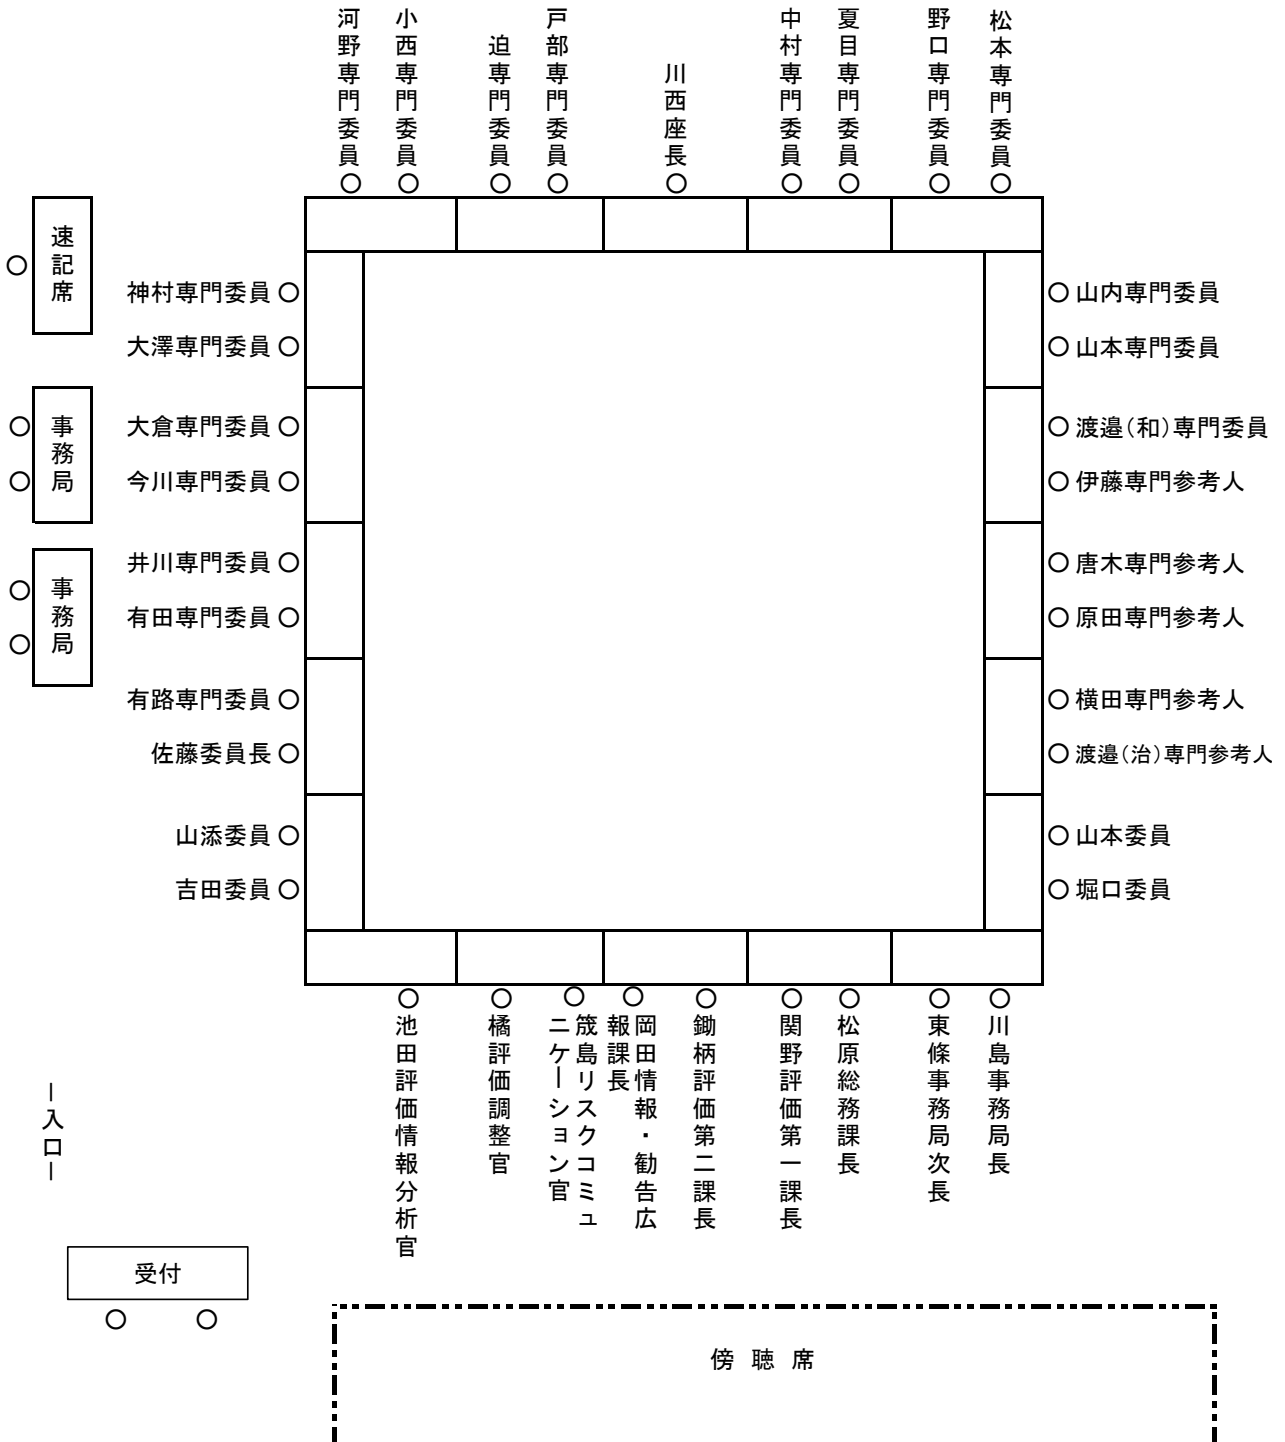 河野専門委員
小西専門委員
迫専門委員
戸部専門委員
川西座長
中村専門委員
夏目専門委員
野口専門委員
松本専門委員
速記席
事務局
事務局
神村専門委員
大澤専門委員
大倉専門委員
今川専門委員
井川専門委員
有田専門委員
有路専門委員
佐藤委員長
山添委員
吉田委員
山内専門委員
山本専門委員
渡邉(和)専門委員
伊藤専門参考人
唐木専門参考人
原田専門参考人
横田専門参考人
渡邉(治)専門参考人
山本委員
堀口委員
池田評価情報分析官
橘評価調整官
筬島リスクコミュ
ニケーション官
岡田情報・勧告広
報課長
鋤柄評価第二課長
関野評価第一課長
松原総務課長
東條事務局次長
川島事務局長
ー入口ー
受付
傍聴席